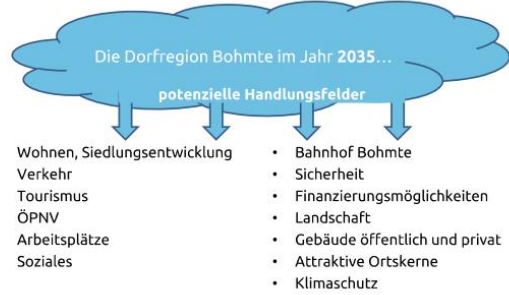 Die Dorfregion Bohmte im Jahr 2035...
potenzielle Handlungsfelder
Wohnen, Siedlungsentwicklung
Verkehr
Tourismus
ÖPNV
Arbeitsplätze
Soziales
• Bahnhof Bohmte
• Sicherheit
• Finanzierungsmöglichkeiten
• Landschaft
• Gebäude öffentlich und privat
• Attraktive Ortskerne
• Klimaschutz